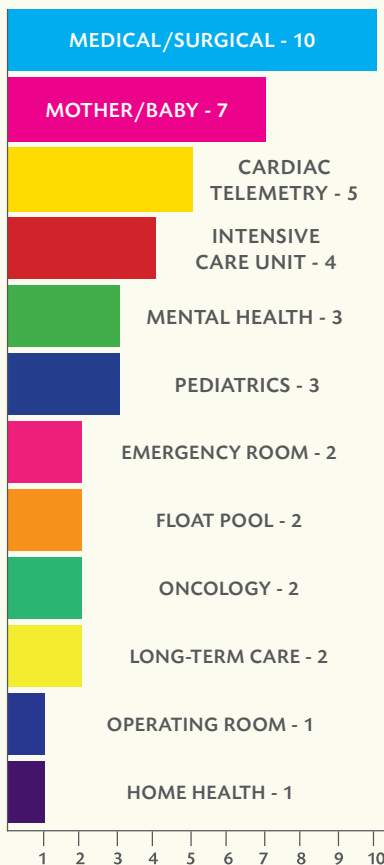 MEDICAL/SURGICAL - 10
MOTHER/BABY - 7
CARDIAC
TELEMETRY - 5
INTENSIVE
CARE UNIT - 4
MENTAL HEALTH - 3
PEDIATRICS - 3
EMERGENCY ROOM - 2
FLOAT POOL - 2
ONCOLOGY - 2
LONG-TERM CARE - 2
OPERATING ROOM - 1
HOME HEALTH - 1
1 2 3 4 5 6 7 8 9 10